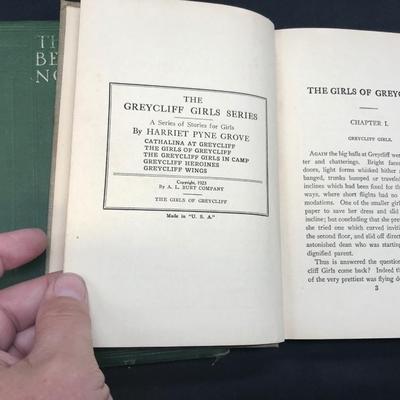 TH
BE
NO
THE
GREYCLIFF GIRLS SERIES
A Series of Stories for Girls
By HARRIET PYNE GROVE
CATHALINA AT GREYCLIFF
THE GIRLS OF GREYCLIFF
THE GREYCLIFF GIRLS IN CAMP
GREYCLIFF HEROINES
GREYCLIFF WINGS
Copyright, 1923
By A. L. BURT COMPANY
THE GIRLS OF GREYCLIFF
Made in "U. S. A."
THE GIRLS OF GREYC
CHAPTER I.
GREYCLIFF GIRLS.
AGAIN the big halls at Greycliff wer
ter and chatterings. Bright fac
doors, light forms whisked hither a
banged, trunks bumped or traveled
inclines which had been fixed for th
ways, where short flights had no
modations. One of the smaller girl
paper to save her dress and slid d
incline; but concluding that she pre
she tried one which curved inviti
the second floor, and slid off direct
astonished dean who was startin
dignified parent.
Thus is answered the question
cliff Girls come back? Indeed t
of the very prettiest was flying do
3